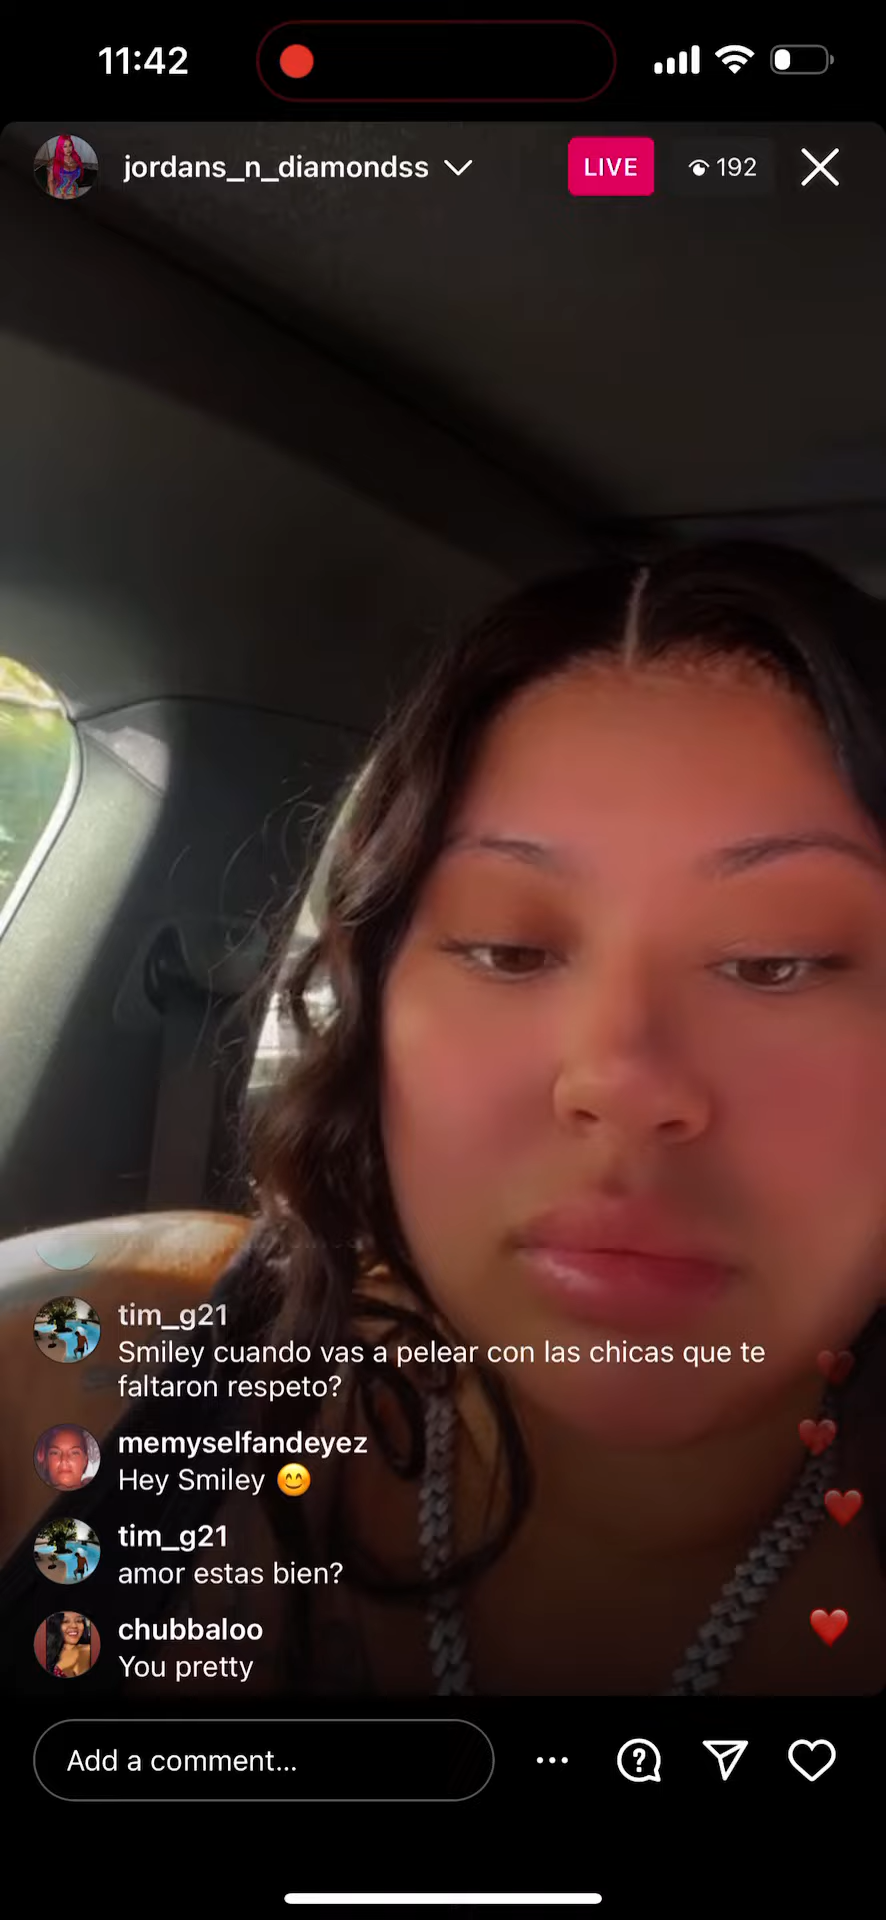 11:42
jordans_n_diamondss
LIVE
192
tim_g21
Smiley cuando vas a pelear con las chicas que te
faltaron respeto?
memyselfandeyez
Hey Smiley 😊
tim_g21
amor estas bien?
chubbaloo
You pretty
Add a comment...